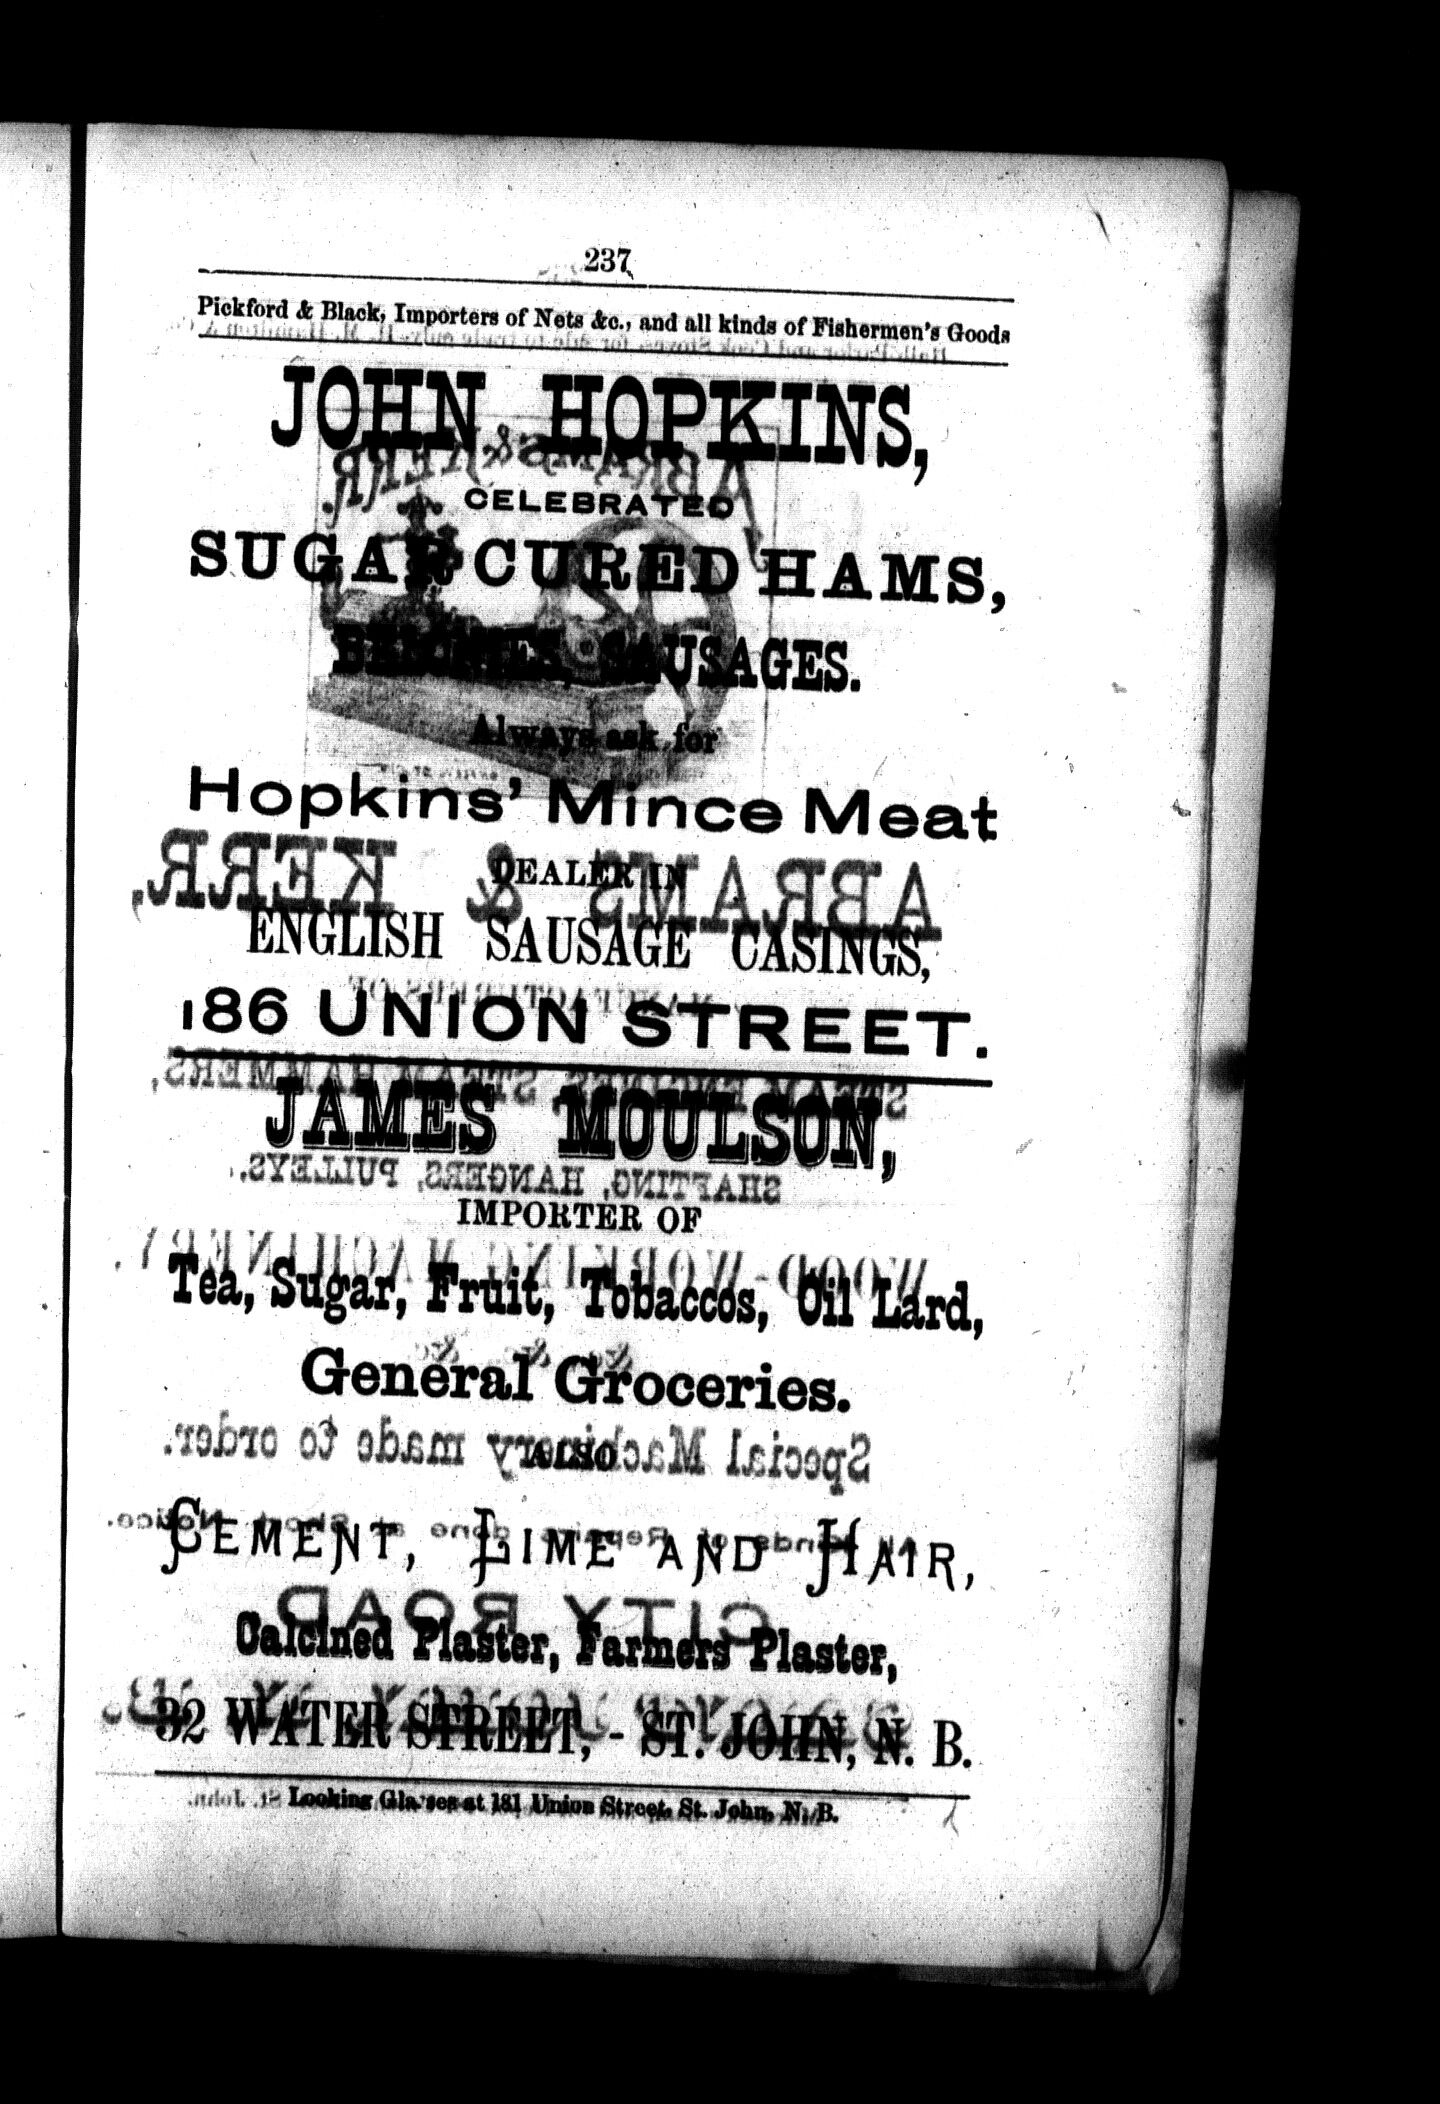 237
Pickford & Black, Importers of Nets &c., and all kinds of Fishermen's Goods
JOHN HOPKINS,
CELEBRATED
SUGAR CURED HAMS,
SAUSAGES.
Always ask for
Hopkins' Mince Meat
DEALER IN
ENGLISH SAUSAGE CASINGS,
186 UNION STREET.
JAMES MOULSON,
IMPORTER OF
Tea, Sugar, Fruit, Tobaccos, Oil Lard,
General Groceries.
ALSO
CEMENT, LIME AND HAIR,
Calcined Plaster, Farmers Plaster,
32 WATER STREET, - ST. JOHN, N. B.
Looking Glasses at 181 Union Street, St. John, N. B.